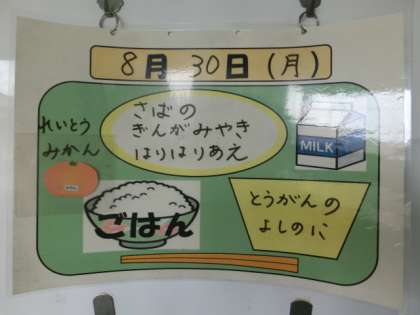 8月30日(月)
れいとう
みかん
さばの
ぎんがみやき
はりはりあえ
MILK
ごはん
とうがんの
よしのに